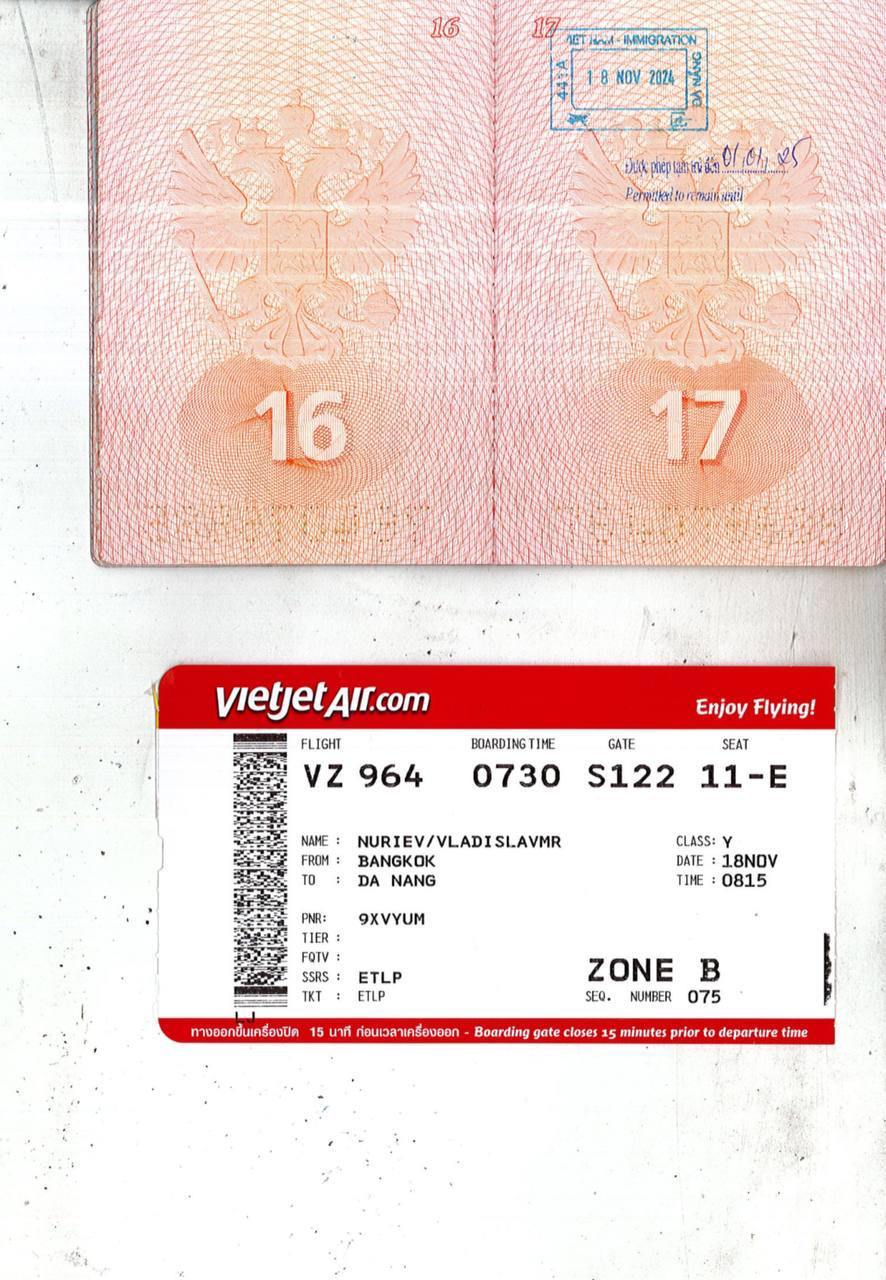 16
17
VIET NAM - IMMIGRATION
441A
18 NOV 2024
ĐÀ NẴNG
Được phép tạm trú đến 01/01/25
Permitted to remain until
16
17
vietjetAir.com
Enjoy Flying!
FLIGHT BOARDING TIME GATE SEAT
VZ 964 0730 S122 11-E
NAME : NURIEV/VLADISLAVMR CLASS: Y
FROM : BANGKOK DATE : 18NOV
TO : DA NANG TIME : 0815
PNR: 9XVYUM
TIER :
FQTV :
SSRS : ETLP ZONE B
TKT : ETLP SEQ. NUMBER 075
ทางออกขึ้นเครื่องปิด 15 นาที ก่อนเวลาเครื่องออก - Boarding gate closes 15 minutes prior to departure time